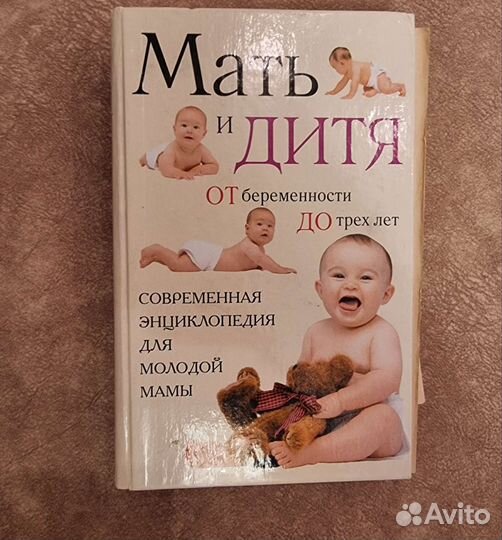 Мать
и ДИТЯ
ОТ беременности
ДО трех лет
СОВРЕМЕННАЯ
ЭНЦИКЛОПЕДИЯ
ДЛЯ
МОЛОДОЙ
МАМЫ
Avito